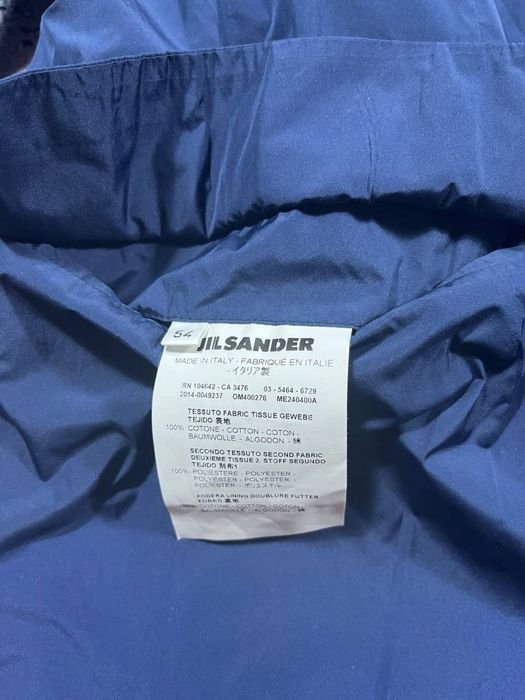 54
JIL SANDER
MADE IN ITALY - FABRIQUÉ EN ITALIE
- イタリア製
RN 104642 - CA 3476 03 - 5464 - 6729
2014-0049237 OM400276 ME240400A
TESSUTO FABRIC TISSUE GEWEBE
TEJIDO 表地
100% COTONE - COTTON - COTON -
BAUMWOLLE - ALGODON - 綿
SECONDO TESSUTO SECOND FABRIC
DEUXIEME TISSUE 2. STOFF SEGUNDO
TEJIDO 別布1
100% POLIESTERE - POLYESTER -
POLYESTER - POLYESTER -
POLIESTER - ポリエステル
FODERA LINING DOUBLURE FUTTER
FORRO 裏地
100% COTONE - COTTON - COTON -
BAUMWOLLE - ALGODON - 綿